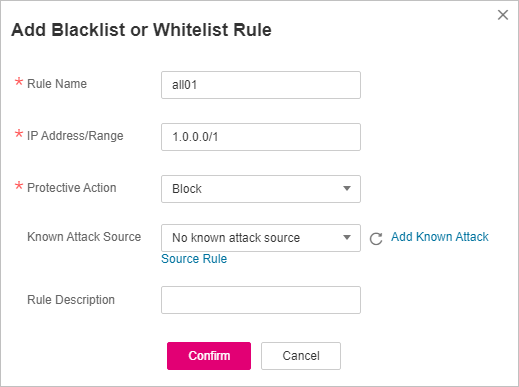 Add Blacklist or Whitelist Rule
* Rule Name all01
* IP Address/Range 1.0.0.0/1
* Protective Action Block
Known Attack Source No known attack source Add Known Attack
Source Rule
Rule Description
Confirm Cancel